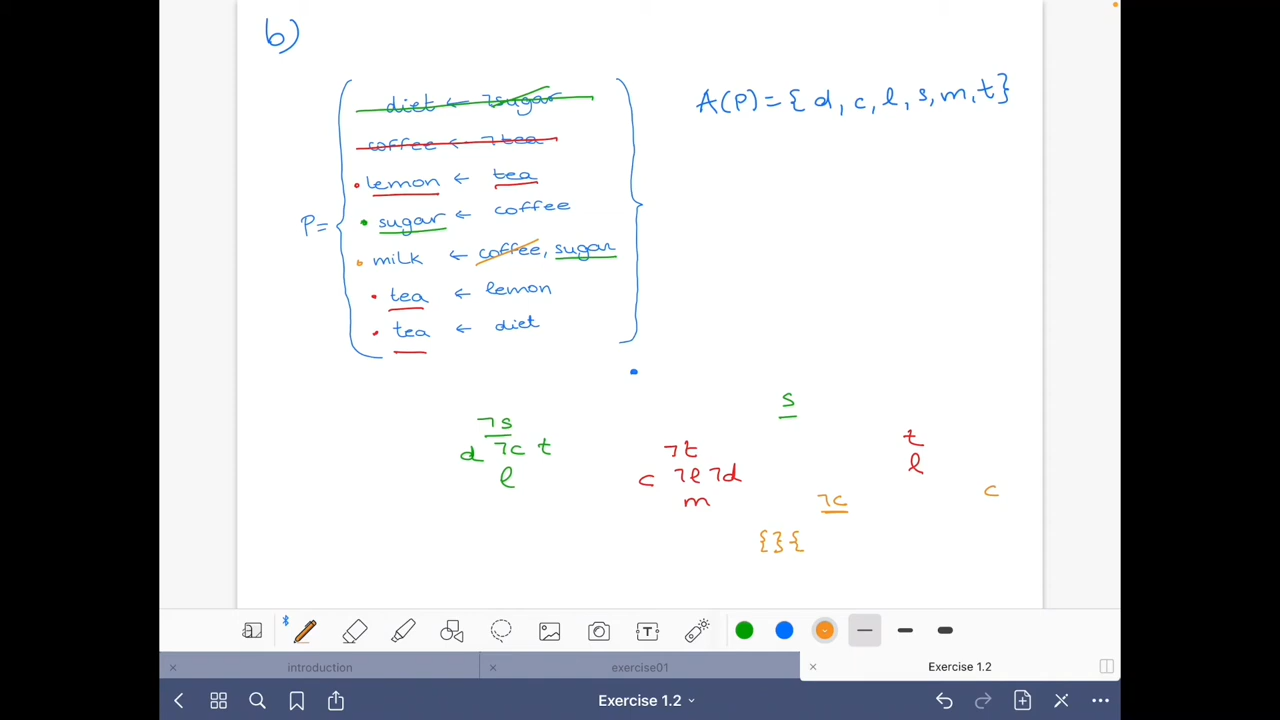 b)
diet ← ¬sugar
A(P) = { d, c, l, s, m, t }
coffee ← ¬tea
• lemon ← tea
• sugar ← coffee
P =
• milk ← coffee, sugar
• tea ← lemon
• tea ← diet
s
¬s
d ¬c t
l
¬t
c ¬l ¬d
m
t
l
¬c
c
{}{
T
introduction
exercise01
Exercise 1.2
Exercise 1.2